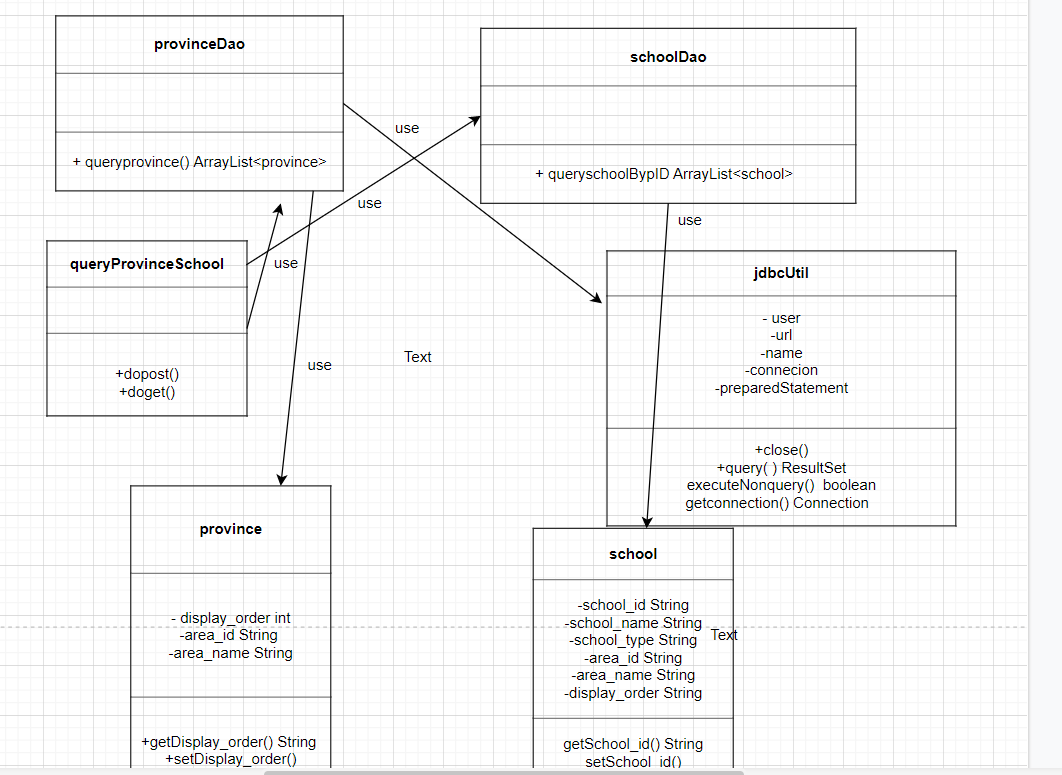 provinceDao
+ queryprovince() ArrayList<province>
schoolDao
+ queryschoolBypID ArrayList<school>
use
use
use
use
queryProvinceSchool
+dopost()
+doget()
use
Text
jdbcUtil
- user
-url
-name
-connecion
-preparedStatement
+close()
+query( ) ResultSet
executeNonquery()  boolean
getconnection() Connection
province
- display_order int
-area_id String
-area_name String
+getDisplay_order() String
+setDisplay_order()
school
-school_id String
-school_name String
-school_type String
-area_id String
-area_name String
-display_order String
Text
getSchool_id() String
setSchool_id()